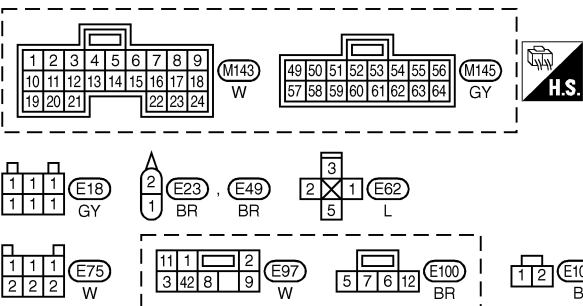 1 2 3 4 5 6 7 8 9
10 11 12 13 14 15 16 17 18
19 20 21 22 23 24
M143
W
49 50 51 52 53 54 55 56
57 58 59 60 61 62 63 64
M145
GY
H.S.
1 1 1
1 1 1
E18
GY
2
1
E23 , E49
BR BR
3
2 1
5
E62
L
1 1 1
2 2 2
E75
W
11 1 2
3 42 8 9
E97
W
5 7 6 12
E100
BR
1 2